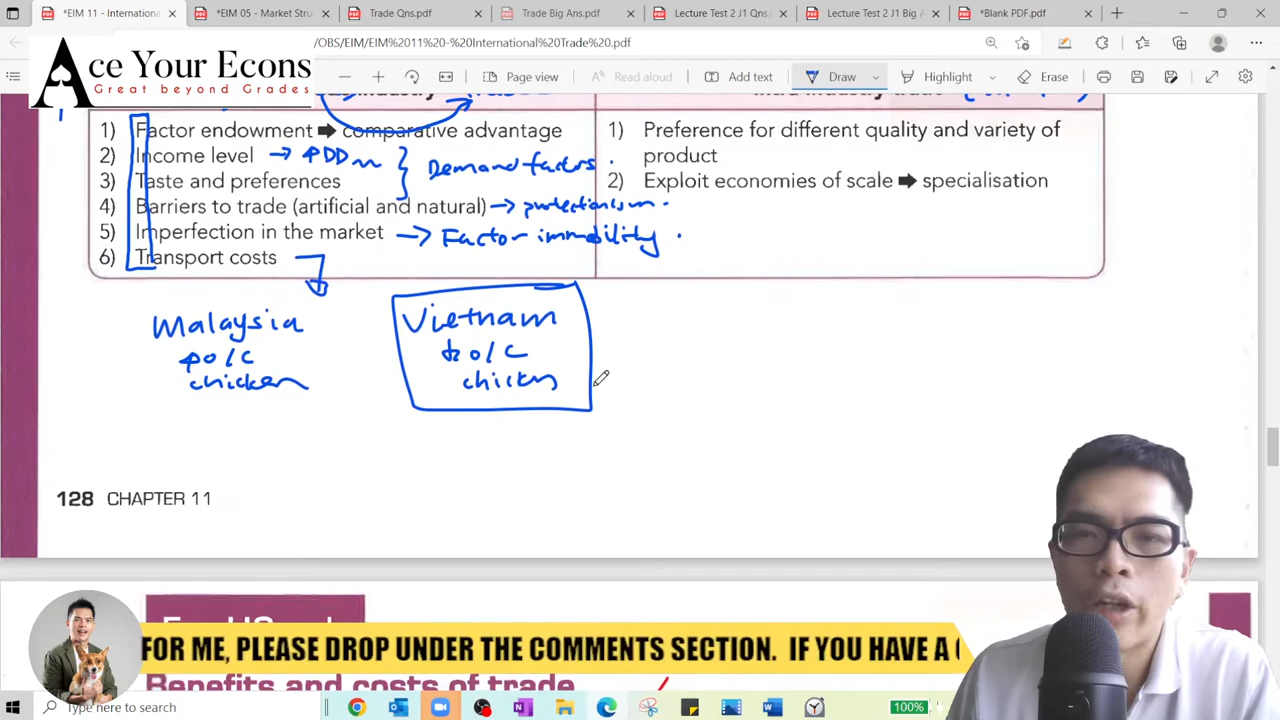 *EIM 11 - Internationa
*EIM 05 - Market Stru
Trade Qns.pdf
Trade Big Ans.pdf
Lecture Test 2 J1 Qns
Lecture Test 2 J1 Big A
*Blank PDF.pdf
/OBS/EIM/EIM%2011%20-%20International%20Trade%20.pdf
Ace Your Econs
Great beyond Grades
Page view
Read aloud
Add text
Draw
Highlight
Erase
1) Factor endowment ➡ comparative advantage
2) Income level → ↑DDm
3) Taste and preferences
Demand factors.
4) Barriers to trade (artificial and natural) → protectionism.
5) Imperfection in the market → Factor immobility.
6) Transport costs
1) Preference for different quality and variety of
product
2) Exploit economies of scale ➡ specialisation
Malaysia
↑o/c
chicken
Vietnam
↓o/c
chicken
128 CHAPTER 11
FOR ME, PLEASE DROP UNDER THE COMMENTS SECTION. IF YOU HAVE A
Benefits and costs of trade
Type here to search
100%